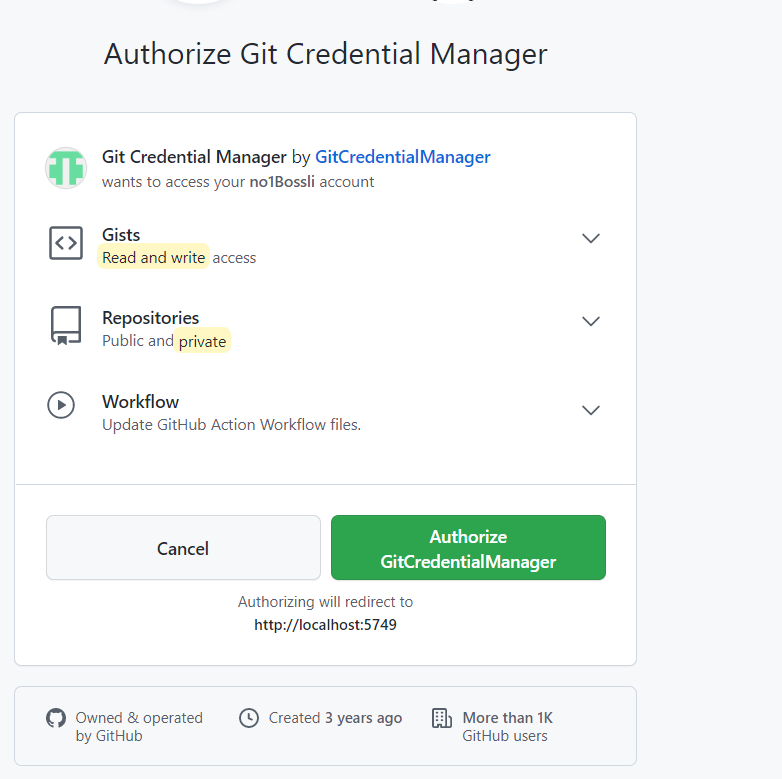 Authorize Git Credential Manager
Git Credential Manager by GitCredentialManager
wants to access your no1Bossli account
Gists
Read and write access
Repositories
Public and private
Workflow
Update GitHub Action Workflow files.
Cancel
Authorize
GitCredentialManager
Authorizing will redirect to
http://localhost:5749
Owned & operated
by GitHub
Created 3 years ago
More than 1K
GitHub users